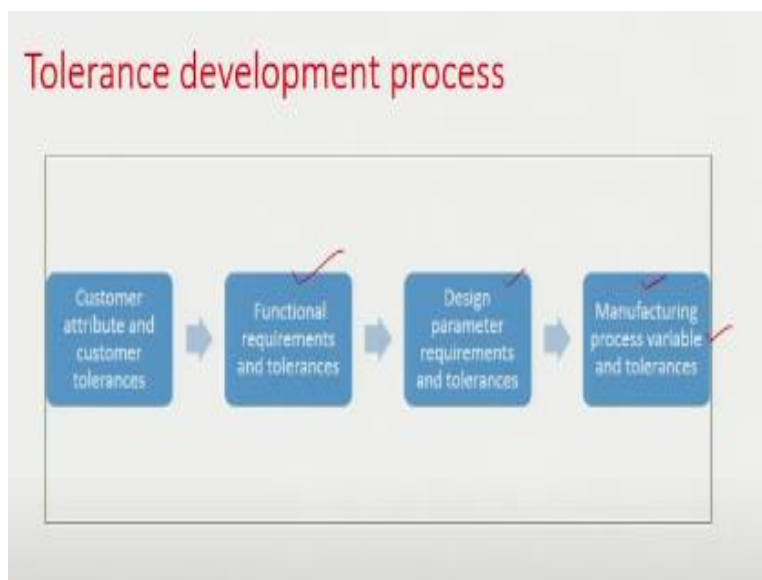 Tolerance development process
Customer
attribute and
customer
tolerances
Functional
requirements
and tolerances
Design
parameter
requirements
and tolerances
Manufacturing
process variable
and tolerances